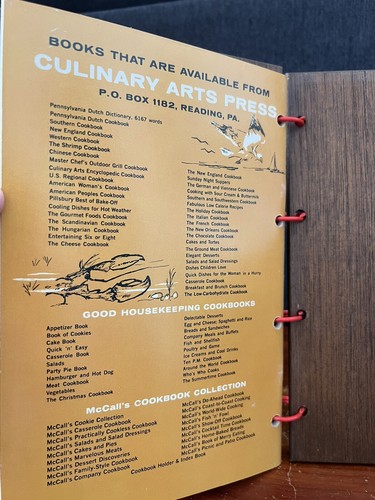 BOOKS THAT ARE AVAILABLE FROM
CULINARY ARTS PRESS
P.O. BOX 1182, READING, PA.
Pennsylvania Dutch Dictionary, 6167 words
Pennsylvania Dutch Cookbook
Southern Cookbook
New England Cookbook
Western Cookbook
The Shrimp Cookbook
Chinese Cookbook
Master Chef's Outdoor Grill Cookbook
Culinary Arts Encyclopedic Cookbook
U.S. Regional Cookbook
American Woman's Cookbook
American Peoples Cookbook
Pillsbury Best of Bake-Off
Cooling Dishes for Hot Weather
The Gourmet Foods Cookbook
The Scandinavian Cookbook
The Hungarian Cookbook
Entertaining Six or Eight
The Cheese Cookbook
The New England Cookbook
Sunday Night Suppers
The German and Viennese Cookbook
Cooking with Sour Cream & Buttermilk
Southern and Southwestern Cookbook
Fabulous Low Calorie Recipes
The Holiday Cookbook
The Italian Cookbook
The French Cookbook
The New Orleans Cookbook
The Chocolate Cookbook
Cakes and Tortes
The Ground Meat Cookbook
Elegant Desserts
Salads and Salad Dressings
Dishes Children Love
Quick Dishes for the Woman in a Hurry
Casserole Cookbook
Breakfast and Brunch Cookbook
The Low-Carbohydrate Cookbook
GOOD HOUSEKEEPING COOKBOOKS
Appetizer Book
Book of Cookies
Cake Book
Quick 'n' Easy
Casserole Book
Salads
Party Pie Book
Hamburger and Hot Dog
Meat Cookbook
Vegetables
The Christmas Cookbook
Delectable Desserts
Egg and Cheese; Spaghetti and Rice
Breads and Sandwiches
Company Meals and Buffets
Fish and Shellfish
Poultry and Game
Ice Creams and Cool Drinks
Ten P.M. Cookbook
Around the World Cookbook
Who's Who Cooks
The Summertime Cookbook
McCall's COOKBOOK COLLECTION
McCall's Cookie Collection
McCall's Casserole Cookbook
McCall's Practically Cookless Cookbook
McCall's Salads and Salad Dressings
McCall's Cakes and Pies
McCall's Marvelous Meats
McCall's Dessert Discoveries
McCall's Family-Style Cookbook
McCall's Company Cookbook
McCall's Do-Ahead Cookbook
McCall's Coast-to-Coast Cooking
McCall's World-Wide Cooking
McCall's Fish 'n' Fowl
McCall's Show-Off Cookbook
McCall's Cocktail Time Cookbook
McCall's Home-Baked Breads
McCall's Book of Merry Eating
McCall's Picnic and Patio Cookbook
Cookbook Holder & Index Book